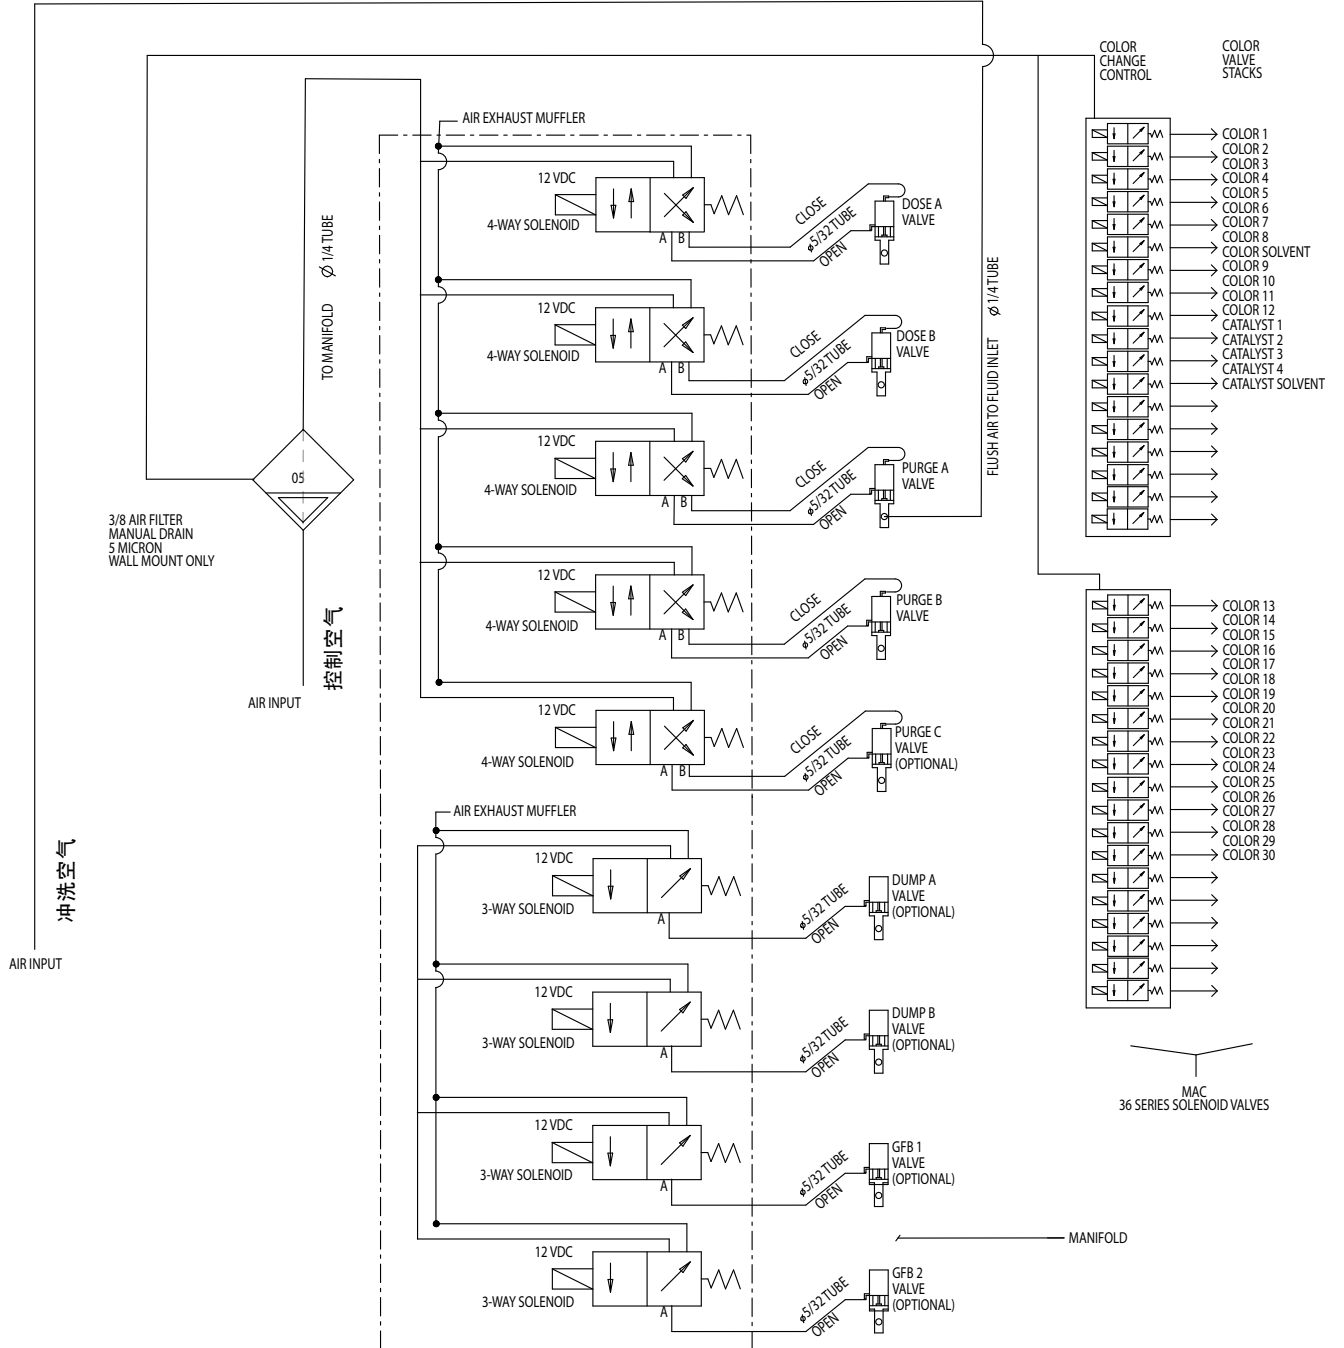 COLOR
CHANGE
CONTROL
COLOR
VALVE
STACKS
AIR EXHAUST MUFFLER
12 VDC
4-WAY SOLENOID
A B
CLOSE
ø5/32 TUBE
OPEN
DOSE A
VALVE
12 VDC
4-WAY SOLENOID
A B
CLOSE
ø5/32 TUBE
OPEN
DOSE B
VALVE
12 VDC
4-WAY SOLENOID
A B
CLOSE
ø5/32 TUBE
OPEN
PURGE A
VALVE
12 VDC
4-WAY SOLENOID
A B
CLOSE
ø5/32 TUBE
OPEN
PURGE B
VALVE
12 VDC
4-WAY SOLENOID
A B
CLOSE
ø5/32 TUBE
OPEN
PURGE C
VALVE
(OPTIONAL)
TO MANIFOLD Ø 1/4 TUBE
FLUSH AIR TO FLUID INLET Ø 1/4 TUBE
05
3/8 AIR FILTER
MANUAL DRAIN
5 MICRON
WALL MOUNT ONLY
控制空气
AIR INPUT
冲洗空气
AIR INPUT
AIR EXHAUST MUFFLER
12 VDC
3-WAY SOLENOID
A
ø5/32 TUBE
OPEN
DUMP A
VALVE
(OPTIONAL)
12 VDC
3-WAY SOLENOID
A
ø5/32 TUBE
OPEN
DUMP B
VALVE
(OPTIONAL)
12 VDC
3-WAY SOLENOID
A
ø5/32 TUBE
OPEN
GFB 1
VALVE
(OPTIONAL)
12 VDC
3-WAY SOLENOID
A
ø5/32 TUBE
OPEN
GFB 2
VALVE
(OPTIONAL)
MANIFOLD
COLOR 1
COLOR 2
COLOR 3
COLOR 4
COLOR 5
COLOR 6
COLOR 7
COLOR 8
COLOR SOLVENT
COLOR 9
COLOR 10
COLOR 11
COLOR 12
CATALYST 1
CATALYST 2
CATALYST 3
CATALYST 4
CATALYST SOLVENT
COLOR 13
COLOR 14
COLOR 15
COLOR 16
COLOR 17
COLOR 18
COLOR 19
COLOR 20
COLOR 21
COLOR 22
COLOR 23
COLOR 24
COLOR 25
COLOR 26
COLOR 27
COLOR 28
COLOR 29
COLOR 30
MAC
36 SERIES SOLENOID VALVES